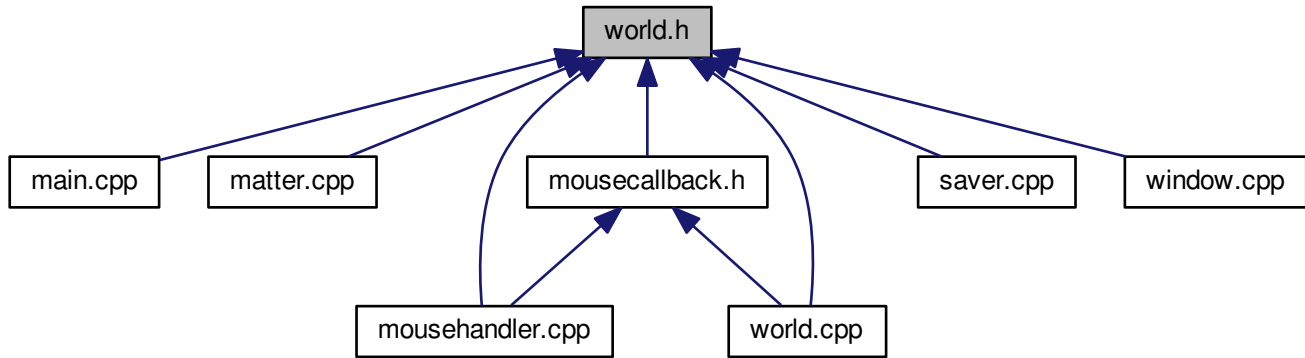 world.h
main.cpp
matter.cpp
mousecallback.h
saver.cpp
window.cpp
mousehandler.cpp
world.cpp